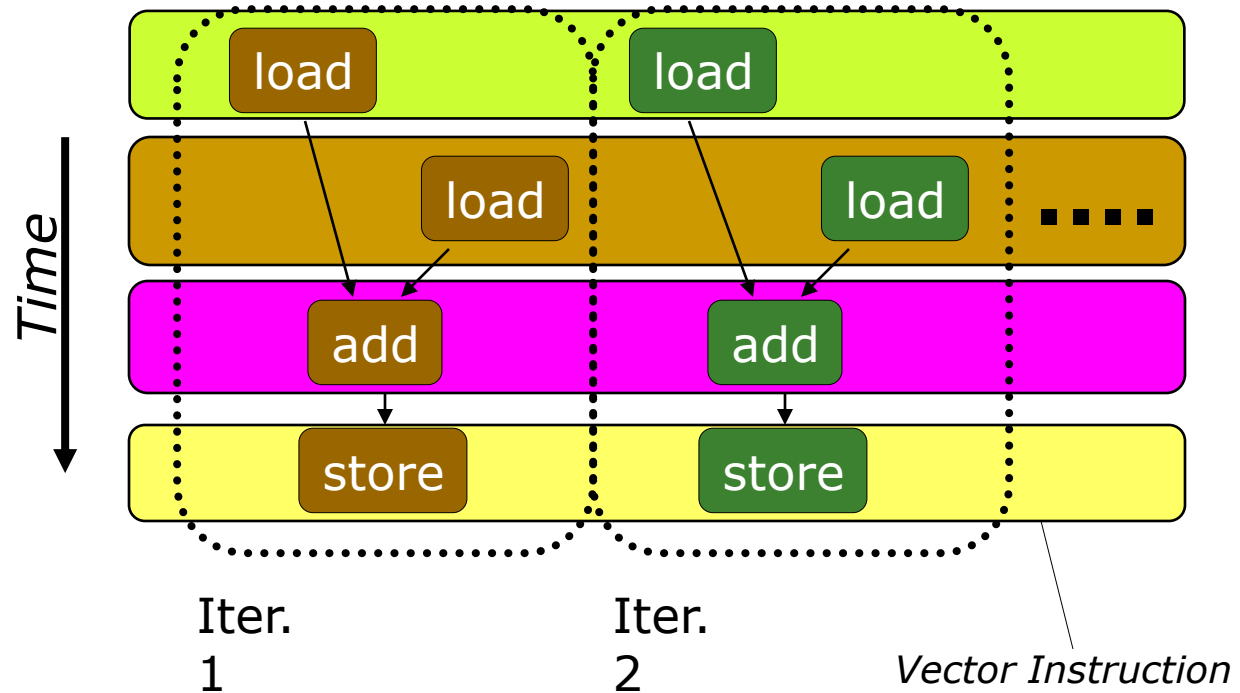 load
load
load
load
Time
add
add
store
store
Iter.
1
Iter.
2
Vector Instruction